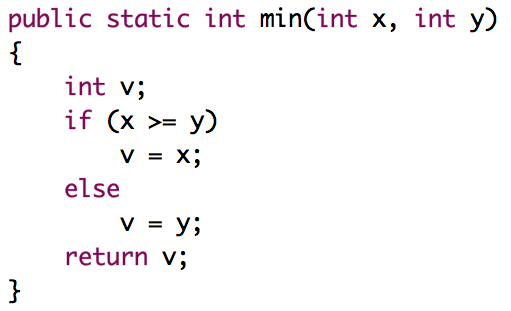 public static int min(int x, int y)
{
    int v;
    if (x >= y)
        v = x;
    else
        v = y;
    return v;
}